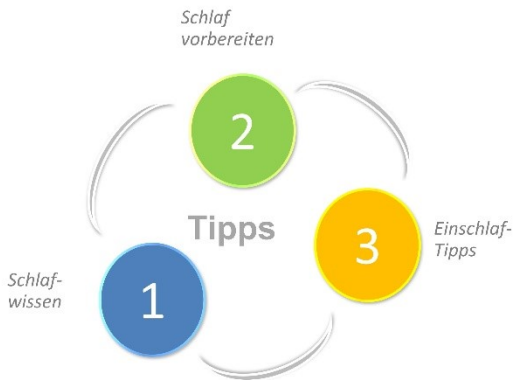 Schlaf
vorbereiten
2
Tipps
3
Einschlaf-
Tipps
Schlaf-
wissen
1